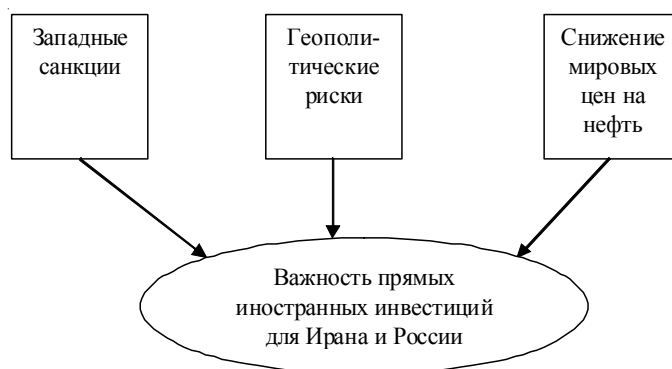 Западные
санкции
Геополи-
тические
риски
Снижение
мировых
цен на
нефть
Важность прямых
иностранных инвестиций
для Ирана и России